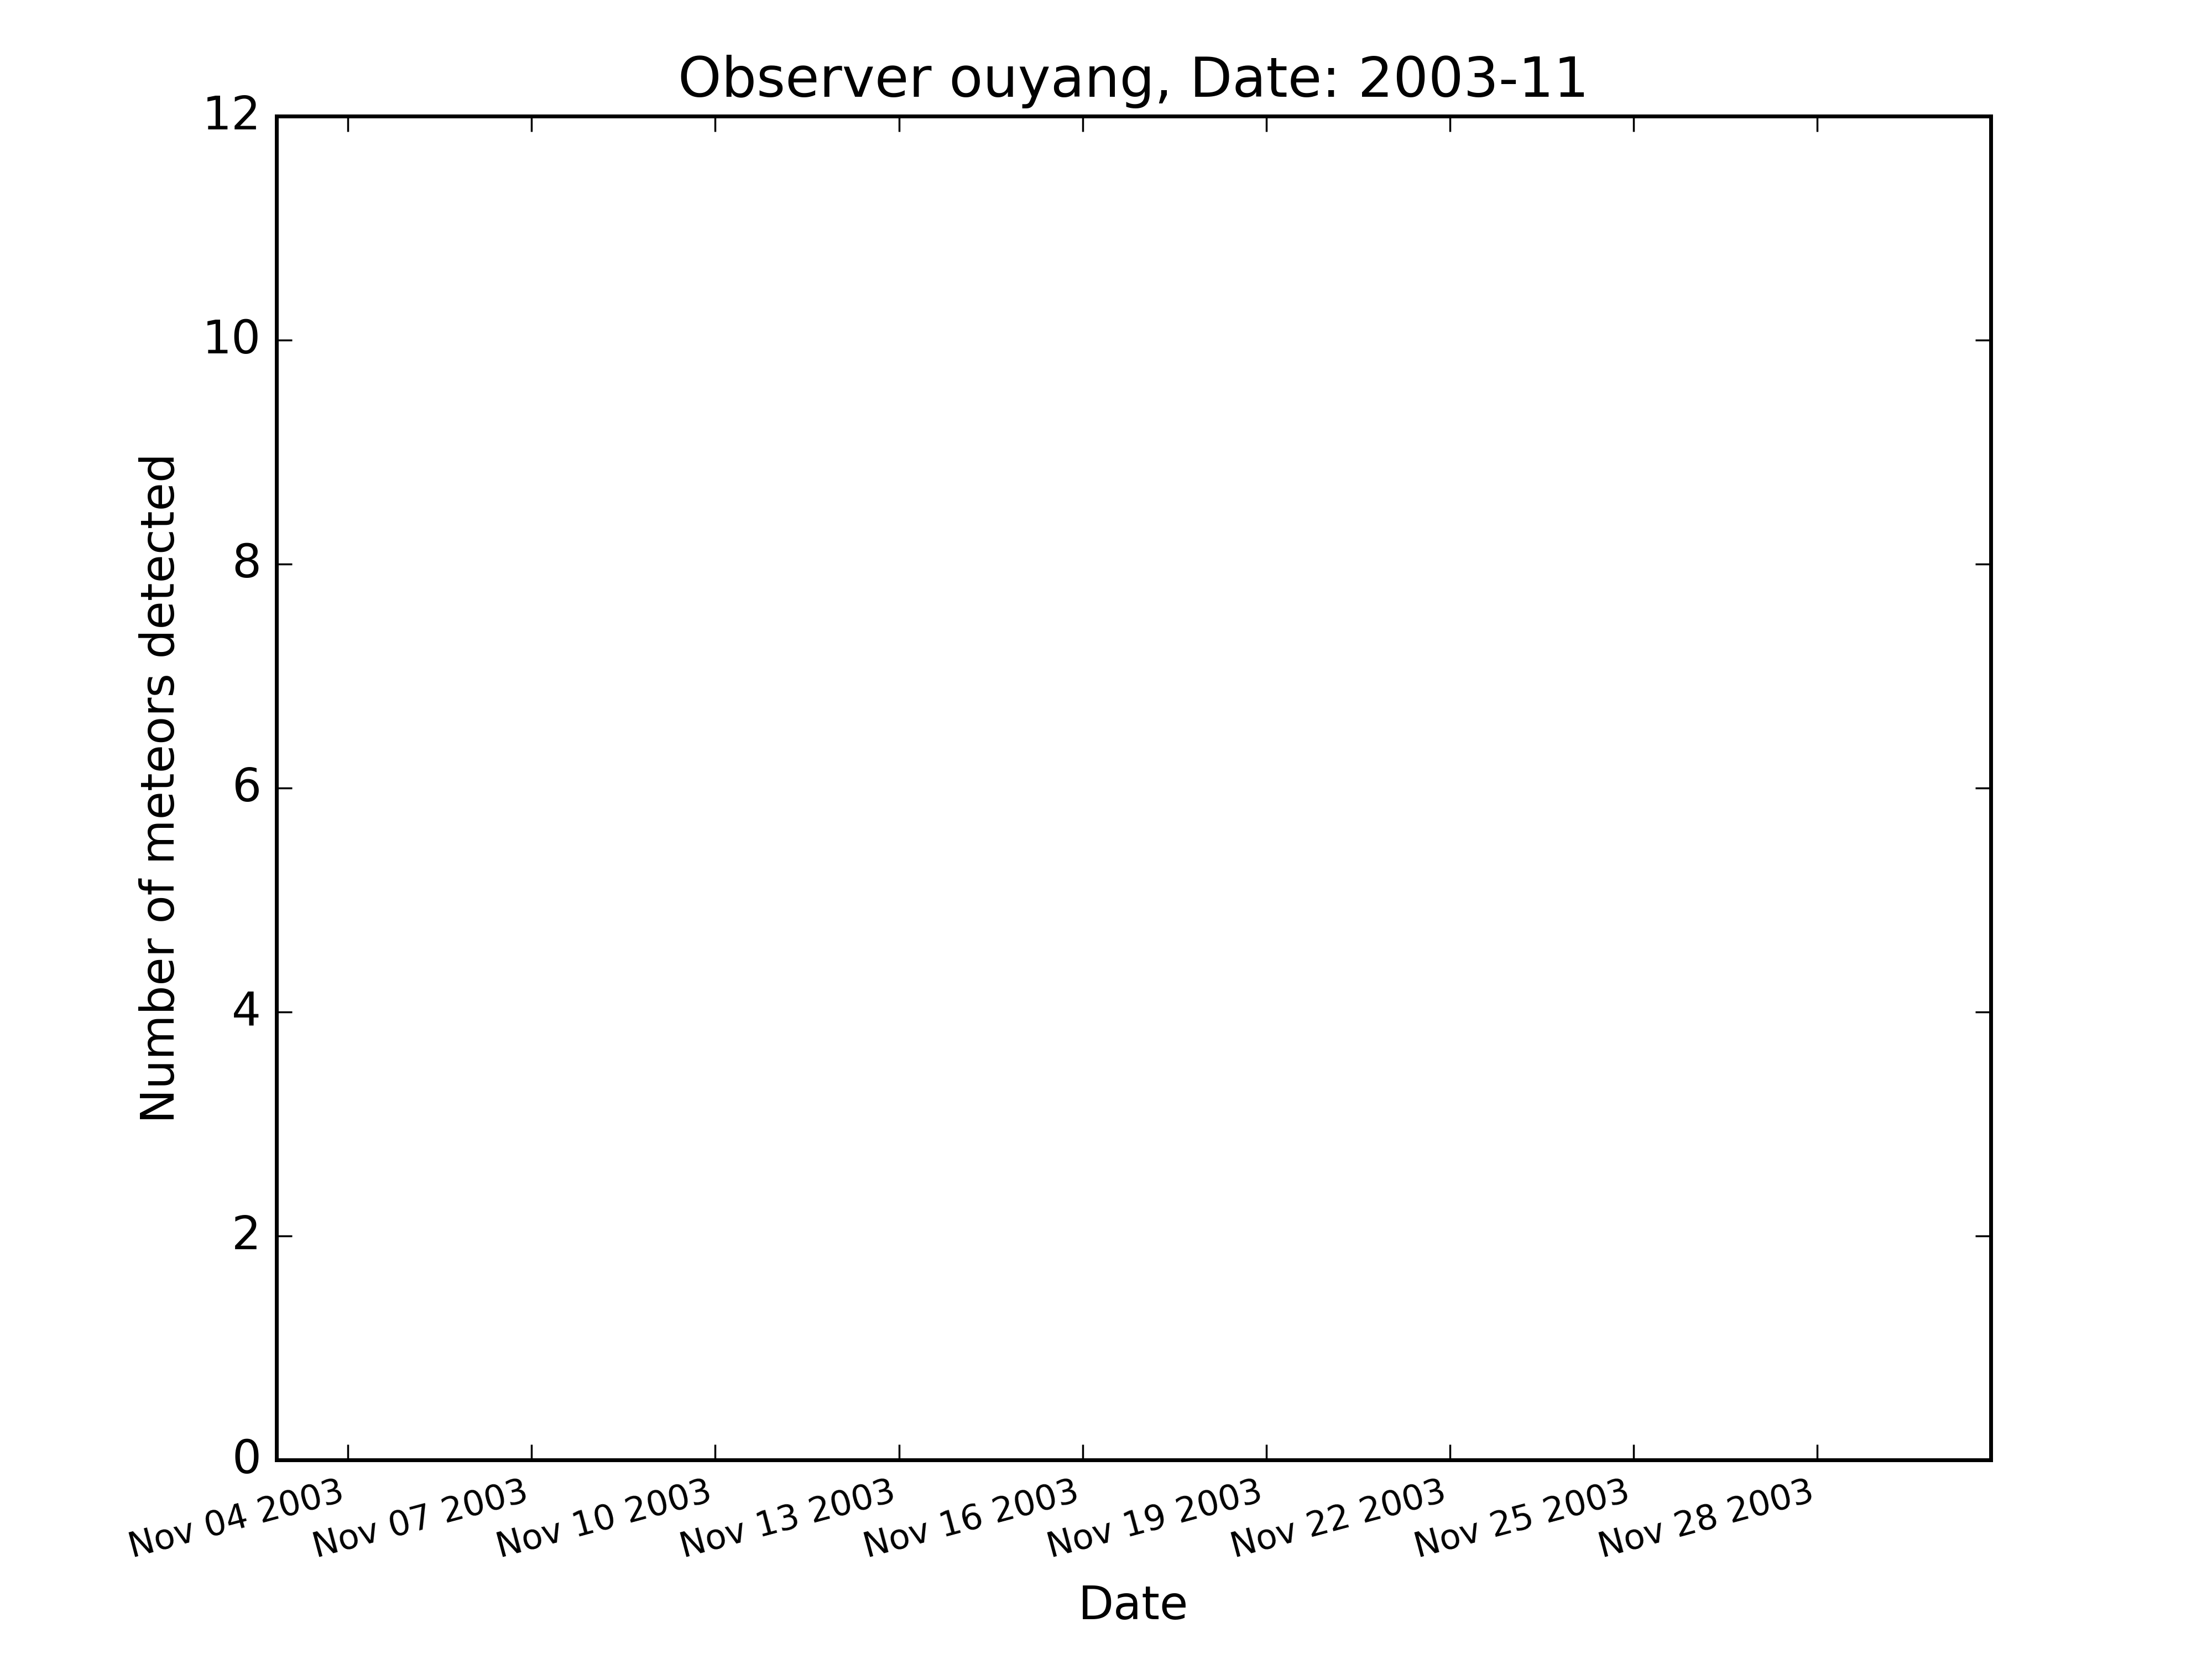 Observer ouyang, Date: 2003-11
12
10
8
6
4
2
0
Number of meteors detected
Nov 04 2003
Nov 07 2003
Nov 10 2003
Nov 13 2003
Nov 16 2003
Nov 19 2003
Nov 22 2003
Nov 25 2003
Nov 28 2003
Date